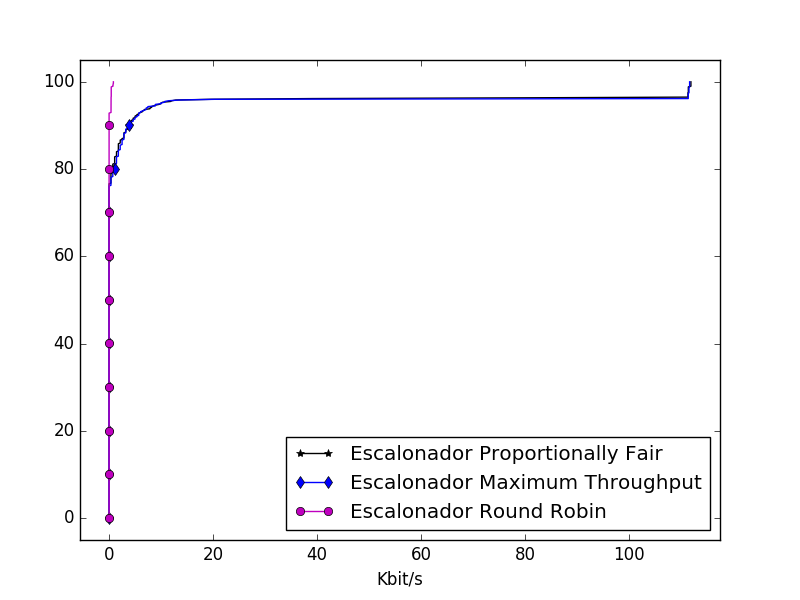 100
80
60
40
20
0
Escalonador Proportionally Fair
Escalonador Maximum Throughput
Escalonador Round Robin
0 20 40 60 80 100
Kbit/s